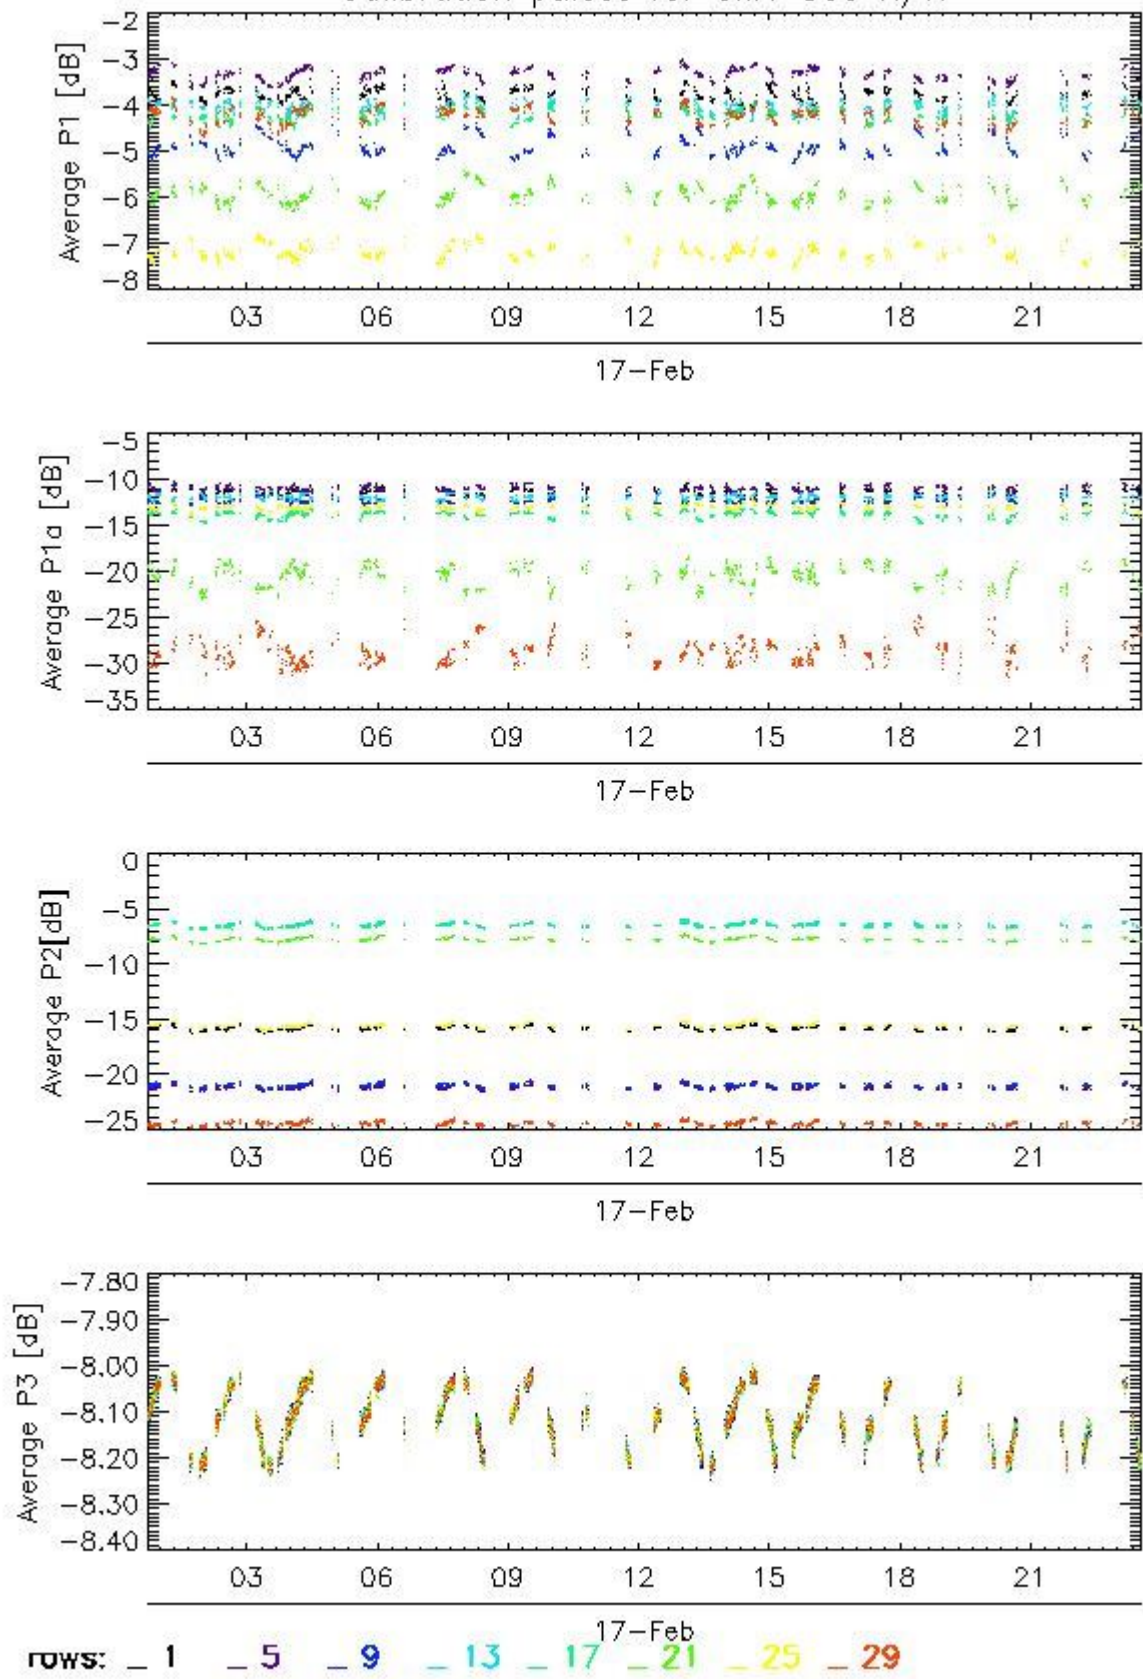 Average P1 [dB]
-2
-3
-4
-5
-6
-7
-8
03 06 09 12 15 18 21
17-Feb
Average P1a [dB]
-5
-10
-15
-20
-25
-30
-35
03 06 09 12 15 18 21
17-Feb
Average P2[dB]
0
-5
-10
-15
-20
-25
03 06 09 12 15 18 21
17-Feb
Average P3 [dB]
-7.80
-7.90
-8.00
-8.10
-8.20
-8.30
-8.40
03 06 09 12 15 18 21
17-Feb
rows: _ 1 _ 5 _ 9 _ 13 _ 17 _ 21 _ 25 _ 29